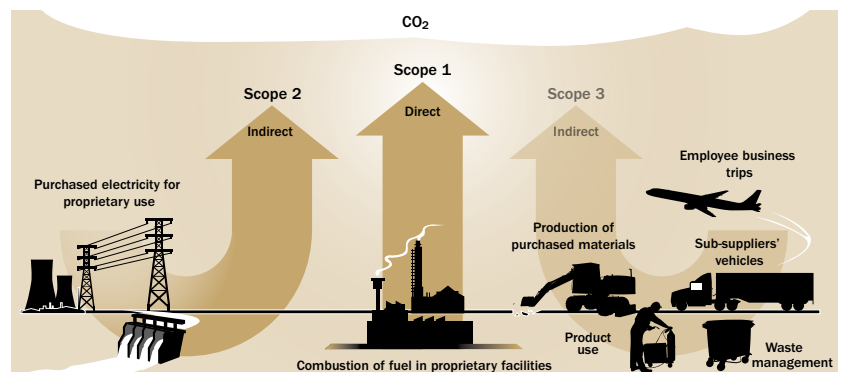 CO₂
Scope 1
Direct
Scope 2
Indirect
Scope 3
Indirect
Purchased electricity for
proprietary use
Employee business
trips
Production of
purchased materials
Sub-suppliers’
vehicles
Product
use
Waste
management
Combustion of fuel in proprietary facilities